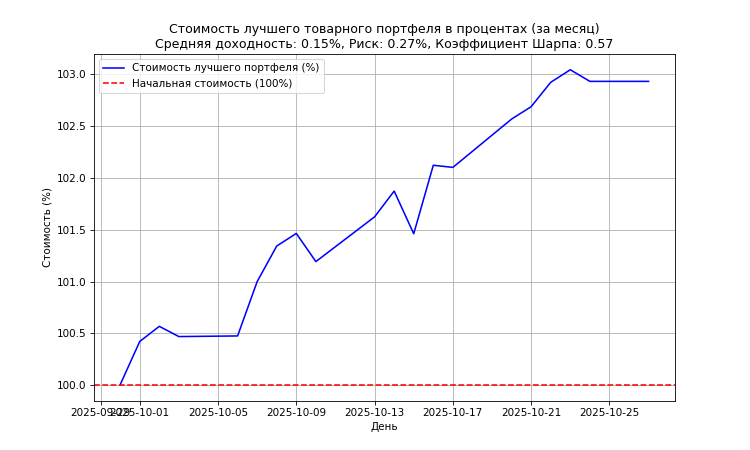 Стоимость лучшего товарного портфеля в процентах (за месяц)
Средняя доходность: 0.15%, Риск: 0.27%, Коэффициент Шарпа: 0.57
Стоимость лучшего портфеля (%)
Начальная стоимость (100%)
103.0
102.5
102.0
101.5
101.0
100.5
100.0
Стоимость (%)
2025-09-29 2025-10-01 2025-10-05 2025-10-09 2025-10-13 2025-10-17 2025-10-21 2025-10-25
День